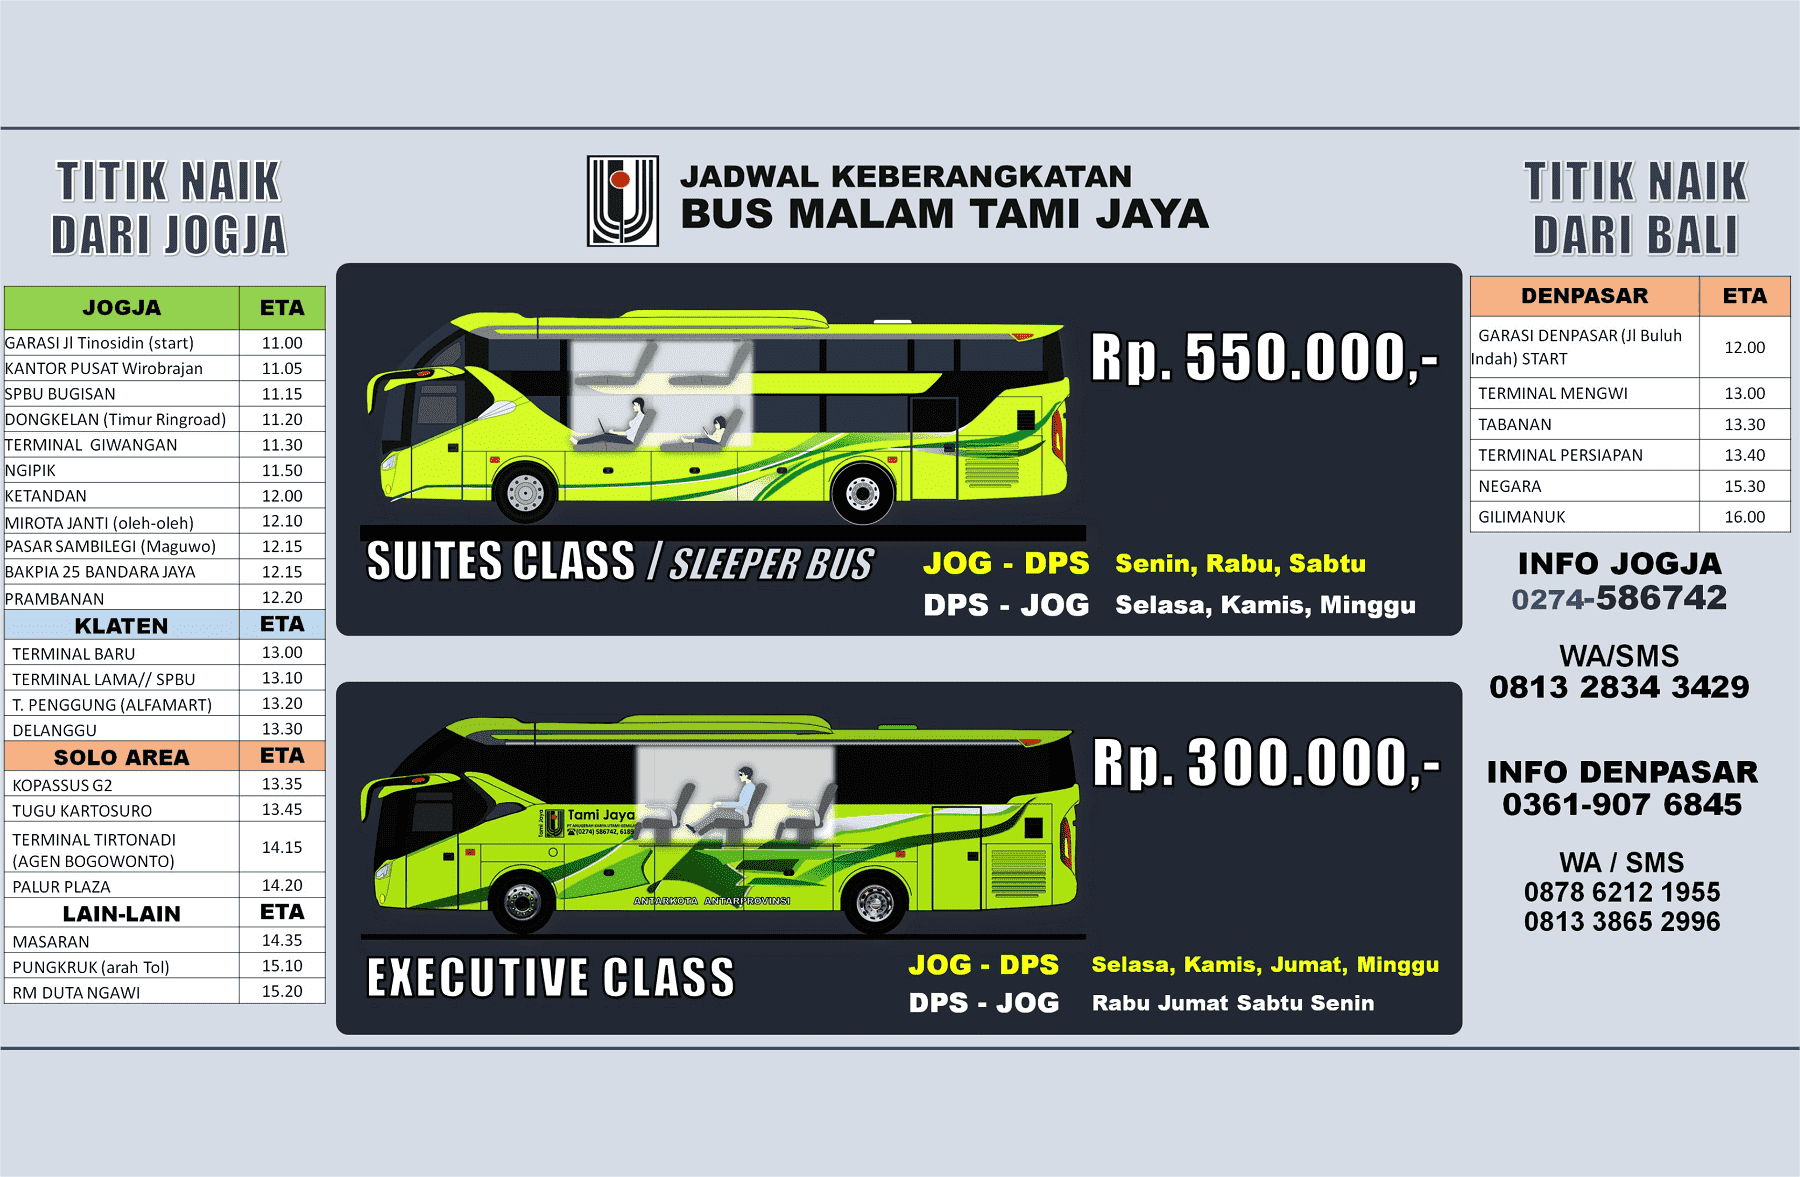 TITIK NAIK
DARI JOGJA
JOGJA ETA
GARASI Jl Tinosidin (start) 11.00
KANTOR PUSAT Wirobrajan 11.05
SPBU BUGISAN 11.15
DONGKELAN (Timur Ringroad) 11.20
TERMINAL GIWANGAN 11.30
NGIPIK 11.50
KETANDAN 12.00
MIROTA JANTI (oleh-oleh) 12.10
PASAR SAMBILEGI (Maguwo) 12.15
BAKPIA 25 BANDARA JAYA 12.15
PRAMBANAN 12.20
KLATEN ETA
TERMINAL BARU 13.00
TERMINAL LAMA// SPBU 13.10
T. PENGGUNG (ALFAMART) 13.20
DELANGGU 13.30
SOLO AREA ETA
KOPASSUS G2 13.35
TUGU KARTOSURO 13.45
TERMINAL TIRTONADI
(AGEN BOGOWONTO) 14.15
PALUR PLAZA 14.20
LAIN-LAIN ETA
MASARAN 14.35
PUNGKRUK (arah Tol) 15.10
RM DUTA NGAWI 15.20
JADWAL KEBERANGKATAN
BUS MALAM TAMI JAYA
Rp. 550.000,-
SUITES CLASS / SLEEPER BUS
JOG - DPS Senin, Rabu, Sabtu
DPS - JOG Selasa, Kamis, Minggu
Rp. 300.000,-
Tami Jaya
Tami Jaya
PT ANUGERAH KARYA UTAMI GEMILANG
(0274) 586742, 6189
ANTARKOTA ANTARPROVINSI
EXECUTIVE CLASS
JOG - DPS Selasa, Kamis, Jumat, Minggu
DPS - JOG Rabu Jumat Sabtu Senin
TITIK NAIK
DARI BALI
DENPASAR ETA
GARASI DENPASAR (Jl Buluh
Indah) START 12.00
TERMINAL MENGWI 13.00
TABANAN 13.30
TERMINAL PERSIAPAN 13.40
NEGARA 15.30
GILIMANUK 16.00
INFO JOGJA
0274-586742
WA/SMS
0813 2834 3429
INFO DENPASAR
0361-907 6845
WA / SMS
0878 6212 1955
0813 3865 2996